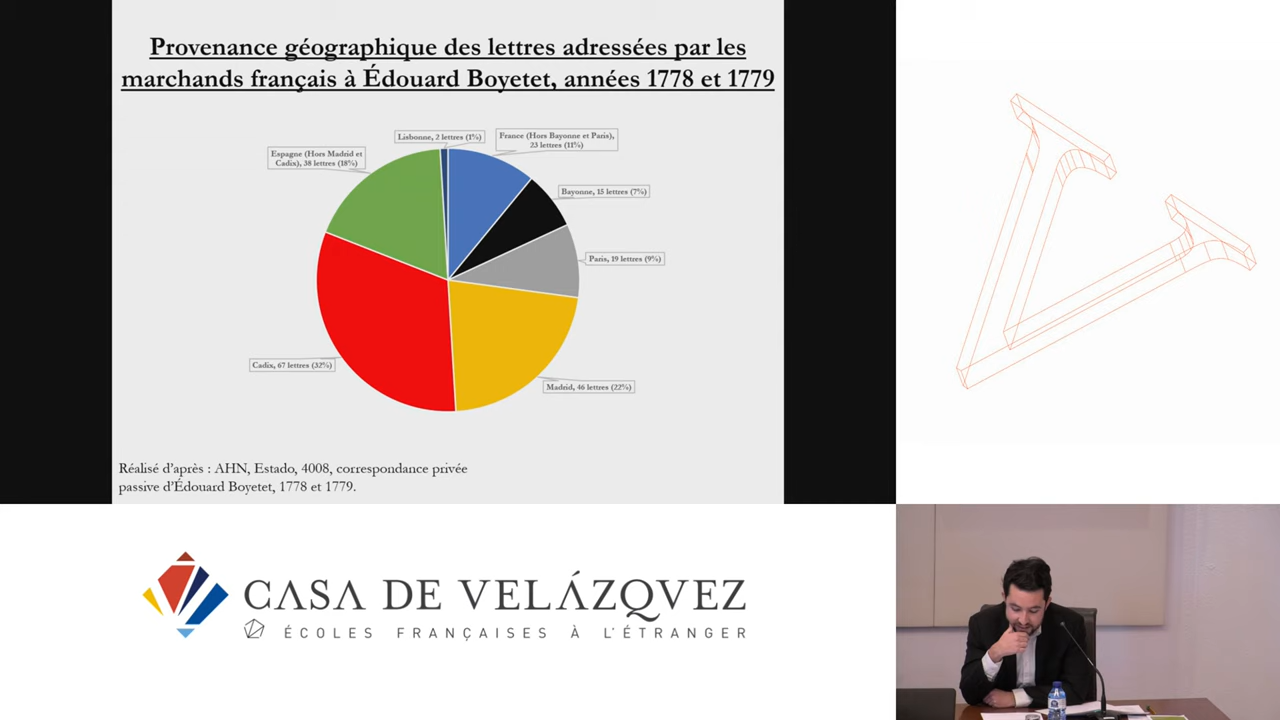 Provenance géographique des lettres adressées par les
marchands français à Édouard Boyetet, années 1778 et 1779
Lisbonne, 2 lettres (1%)
France (Hors Bayonne et Paris),
23 lettres (11%)
Espagne (Hors Madrid et
Cadix), 38 lettres (18%)
Bayonne, 15 lettres (7%)
Paris, 19 lettres (9%)
Cadix, 67 lettres (32%)
Madrid, 46 lettres (22%)
Réalisé d'après : AHN, Estado, 4008, correspondance privée
passive d'Édouard Boyetet, 1778 et 1779.
CASA DE VELÁZQVEZ
ÉCOLES FRANÇAISES À L'ÉTRANGER